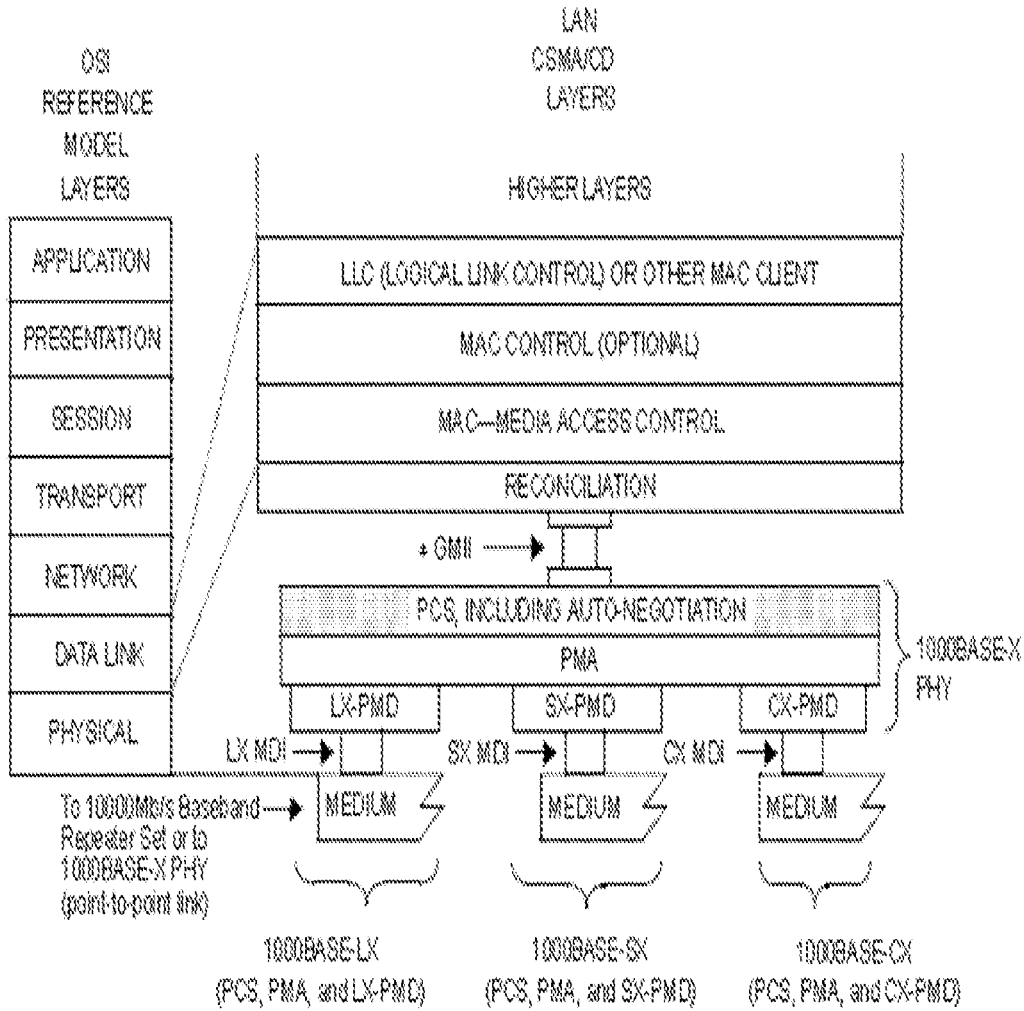 OSI
REFERENCE
MODEL
LAYERS
APPLICATION
PRESENTATION
SESSION
TRANSPORT
NETWORK
DATA LINK
PHYSICAL
LAN
CSMA/CD
LAYERS
HIGHER LAYERS
LLC (LOGICAL LINK CONTROL) OR OTHER MAC CLIENT
MAC CONTROL (OPTIONAL)
MAC—MEDIA ACCESS CONTROL
RECONCILIATION
* GMII
PCS, INCLUDING AUTO-NEGOTIATION
PMA
LX-PMD
SX-PMD
CX-PMD
1000BASE-X
PHY
LX MDI
SX MDI
CX MDI
MEDIUM
MEDIUM
MEDIUM
To 10000Mb/s Baseband
Repeater Set or to
1000BASE-X PHY
(point-to-point link)
1000BASE-LX
(PCS, PMA, and LX-PMD)
1000BASE-SX
(PCS, PMA, and SX-PMD)
1000BASE-CX
(PCS, PMA, and CX-PMD)